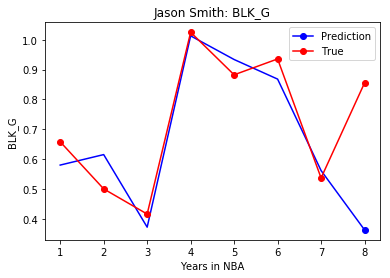 Jason Smith: BLK_G
Prediction
True
1.0
0.9
0.8
0.7
0.6
0.5
0.4
BLK_G
1 2 3 4 5 6 7 8
Years in NBA